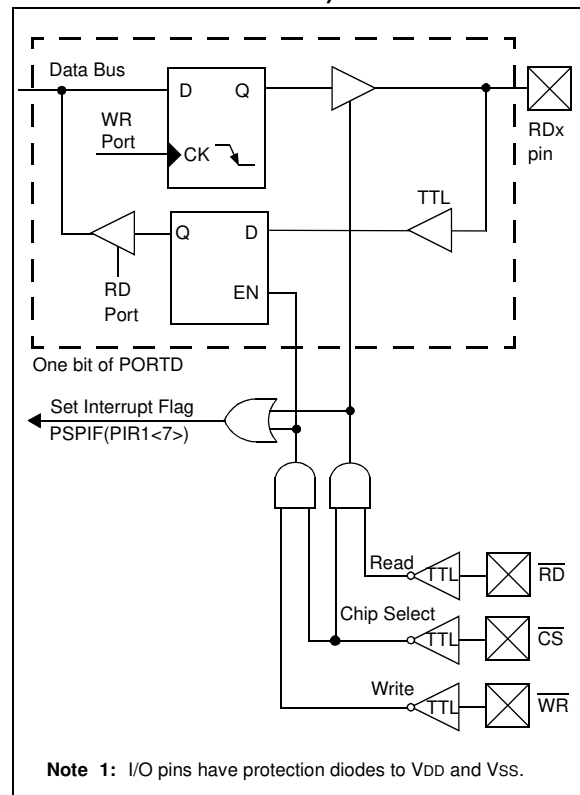 Data Bus
D Q
WR
Port
CK
RDx
pin
TTL
Q D
EN
RD
Port
One bit of PORTD
Set Interrupt Flag
PSPIF(PIR1<7>)
Read
TTL
RD
Chip Select
TTL
CS
Write
TTL
WR
Note 1: I/O pins have protection diodes to VDD and VSS.